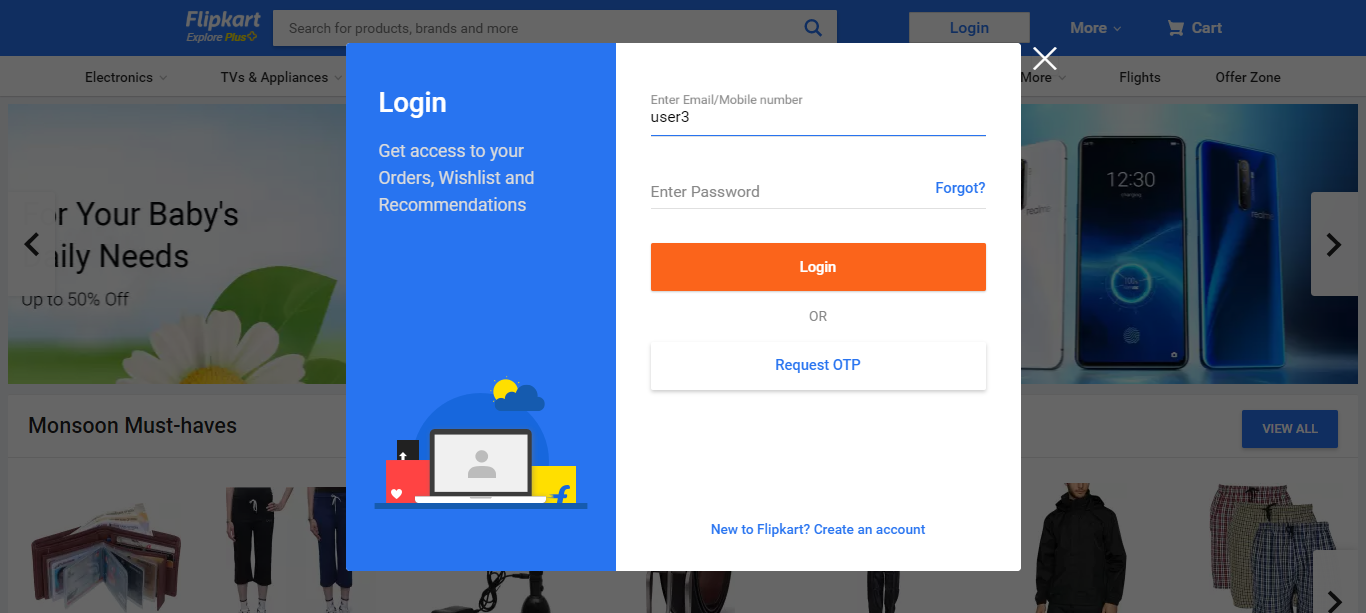 Flipkart
Explore Plus
Search for products, brands and more
Login
More
Cart
Electronics
TVs & Appliances
More
Flights
Offer Zone
Login
Get access to your
Orders, Wishlist and
Recommendations
Enter Email/Mobile number
user3
Enter Password
Forgot?
Login
OR
Request OTP
New to Flipkart? Create an account
or Your Baby's
aily Needs
Up to 50% Off
12:30
realme
realme
100%
Monsoon Must-haves
VIEW ALL